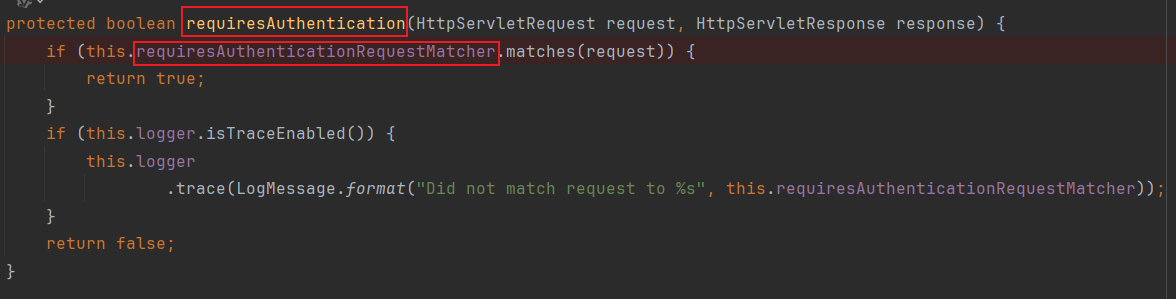 protected boolean requiresAuthentication(HttpServletRequest request, HttpServletResponse response) {
    if (this.requiresAuthenticationRequestMatcher.matches(request)) {
        return true;
    }
    if (this.logger.isTraceEnabled()) {
        this.logger
                .trace(LogMessage.format("Did not match request to %s", this.requiresAuthenticationRequestMatcher));
    }
    return false;
}